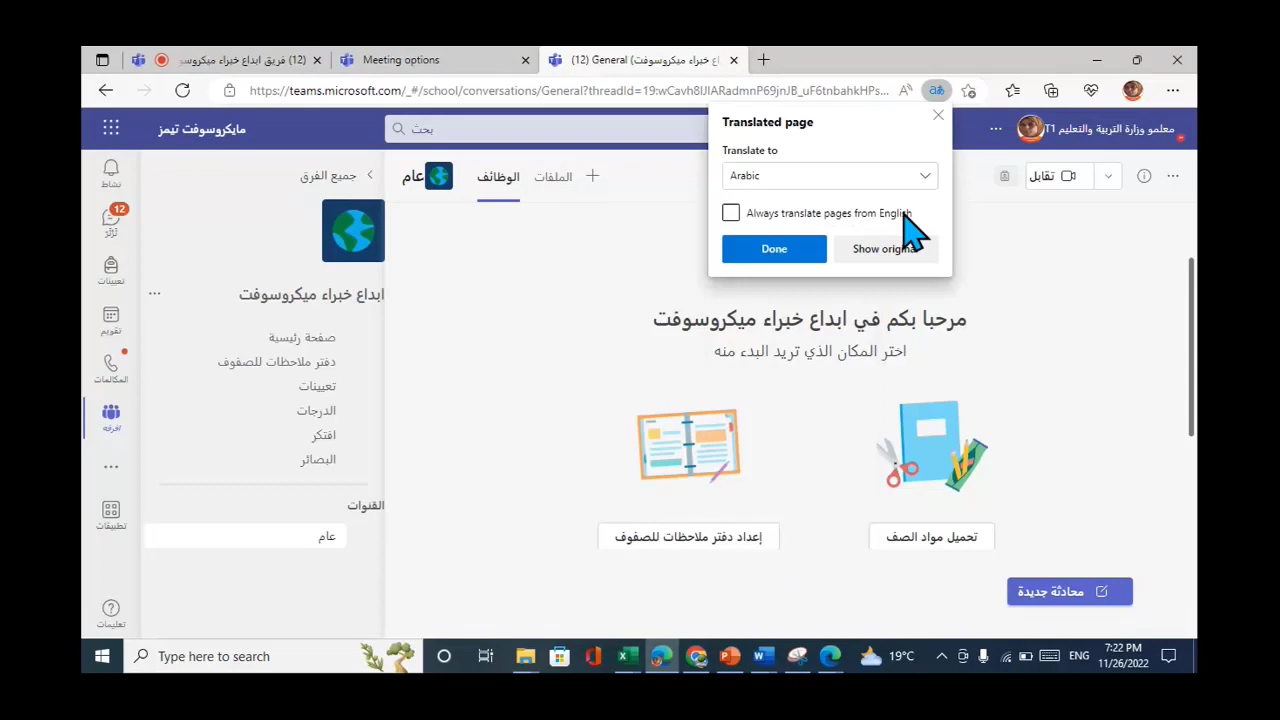 (12) فريق ابداع خبراء ميكروسوفت
Meeting options
(12) General (ابداع خبراء ميكروسوفت
https://teams.microsoft.com/_#/school/conversations/General?threadId=19:wCavh8IJIARadmnP69jnJB_uF6tnbahkHPs...
مايكروسوفت تيمز
بحث
معلمو وزارة التربية والتعليم T1
Translated page
Translate to
Arabic
Always translate pages from English
Done
Show original
نشاط
12
تعيينات
تقويم
المكالمات
افرقه
تطبيقات
تعليمات
جميع الفرق
ابداع خبراء ميكروسوفت
صفحة رئيسية
دفتر ملاحظات للصقوف
تعيينات
الدرجات
افتكر
البصائر
القنوات
عام
عام
الوظائف
الملفات
تقابل
مرحبا بكم في ابداع خبراء ميكروسوفت
اختر المكان الذي تريد البدء منه
إعداد دفتر ملاحظات للصفوف
تحميل مواد الصف
محادثة جديدة
Type here to search
19°C
ENG
7:22 PM
11/26/2022